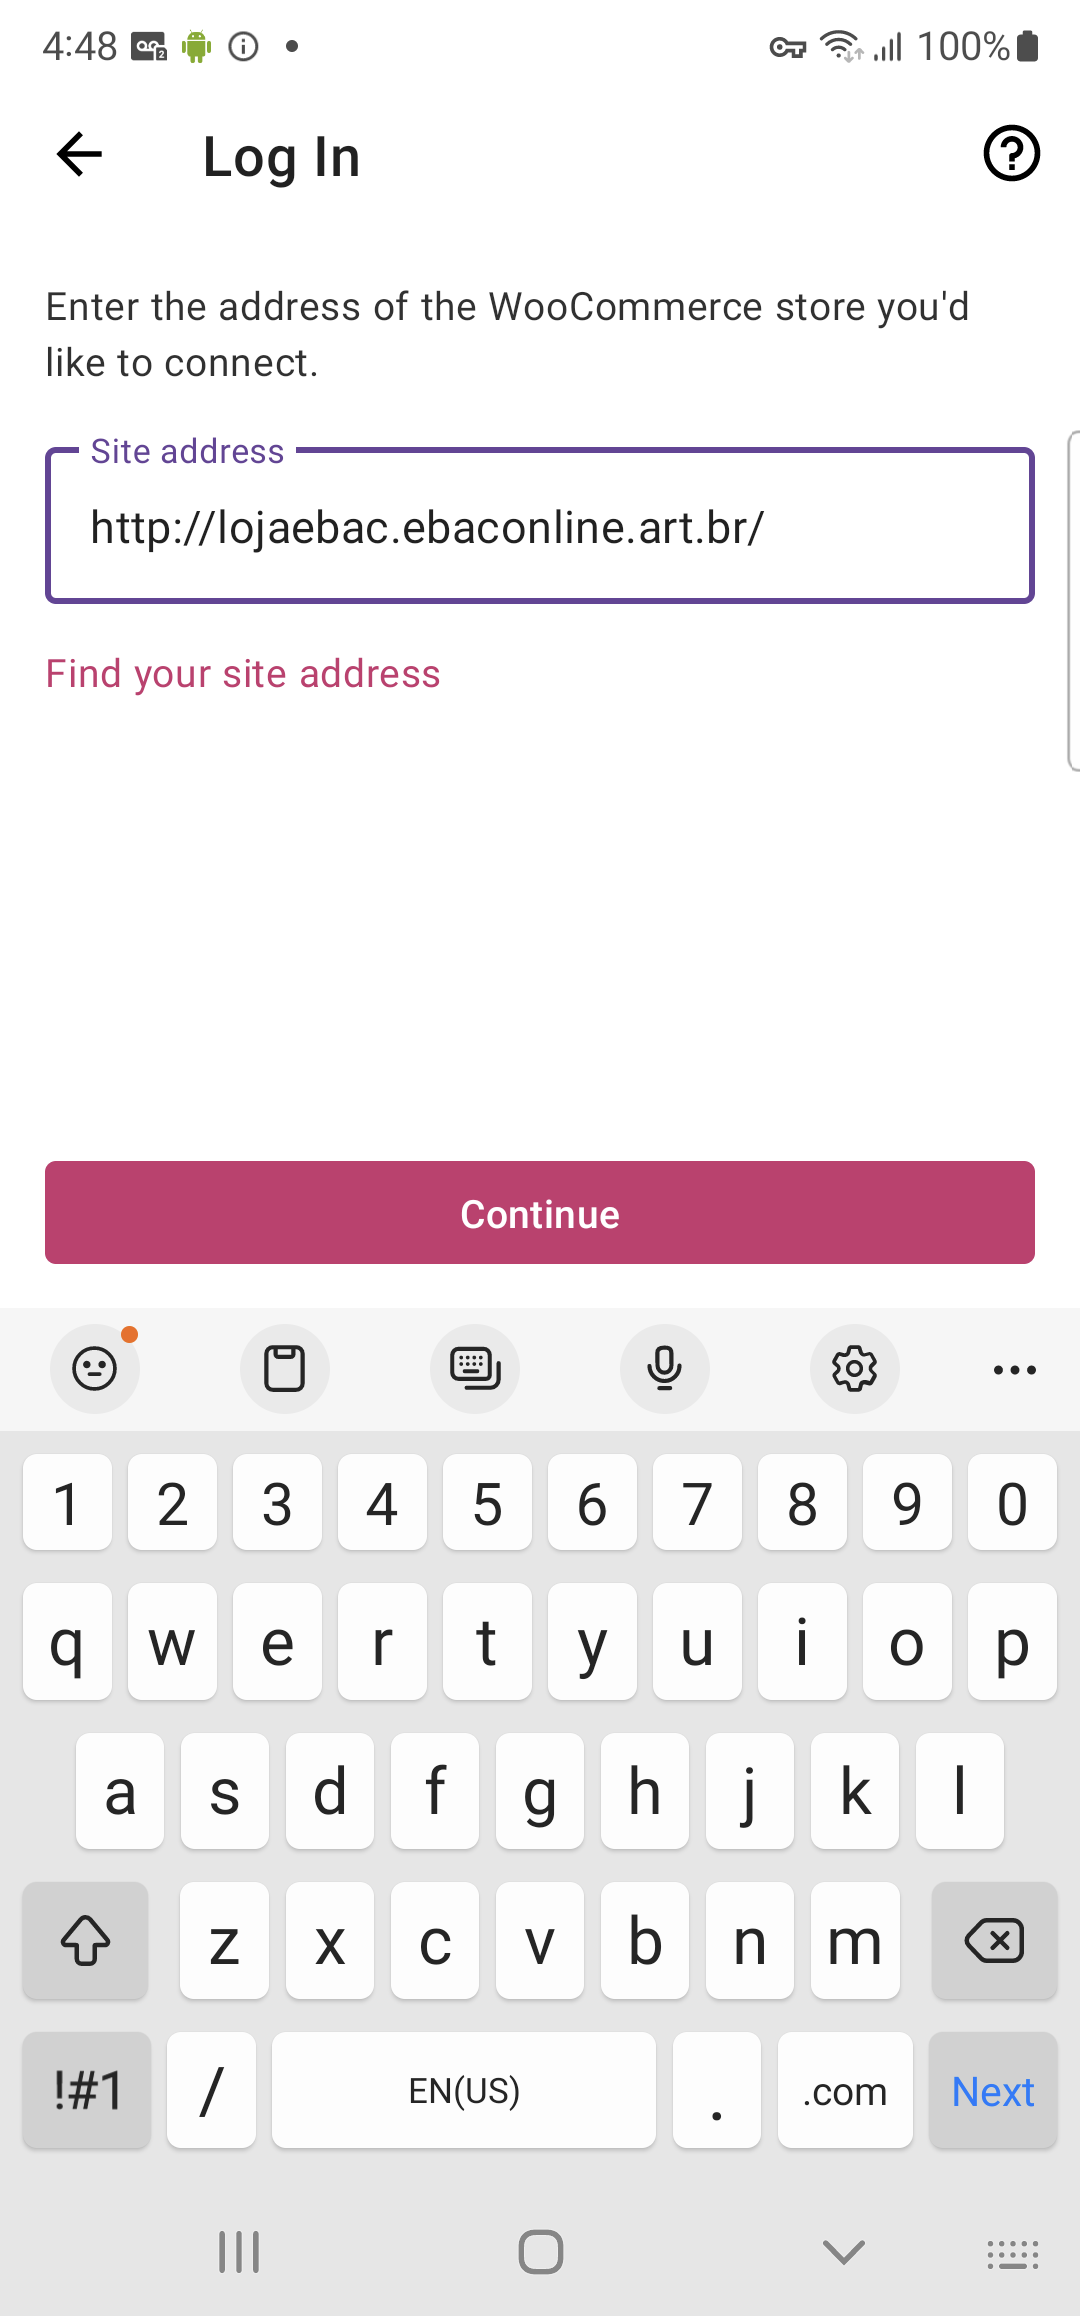 4:48 100%
Log In
Enter the address of the WooCommerce store you'd
like to connect.
Site address
http://lojaebac.ebaconline.art.br/
Find your site address
Continue
1 2 3 4 5 6 7 8 9 0
q w e r t y u i o p
a s d f g h j k l
z x c v b n m
!#1 / EN(US) . .com Next